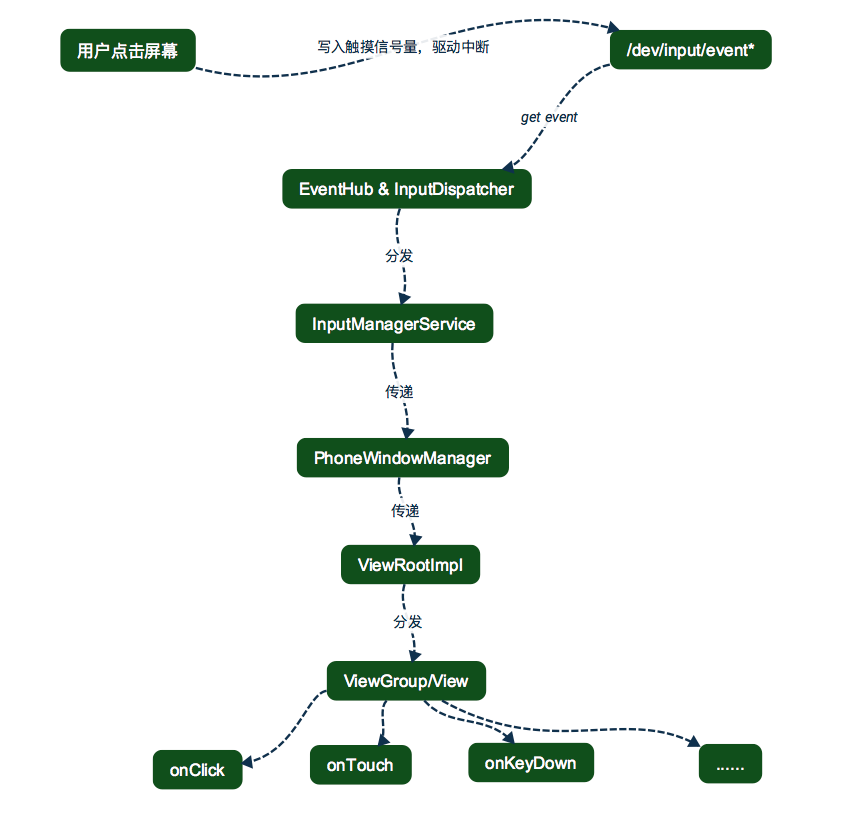 用户点击屏幕
写入触摸信号量，驱动中断
/dev/input/event*
get event
EventHub & InputDispatcher
分发
InputManagerService
传递
PhoneWindowManager
传递
ViewRootImpl
分发
ViewGroup/View
onClick
onTouch
onKeyDown
......